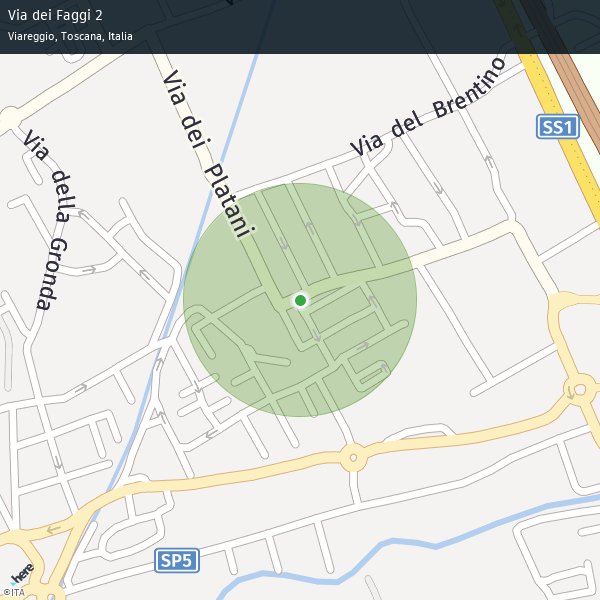 Via dei Faggi 2
Viareggio, Toscana, Italia
Via del Brentino
SS1
Via dei Platani
Via della Gronda
SP5
here
©ITA